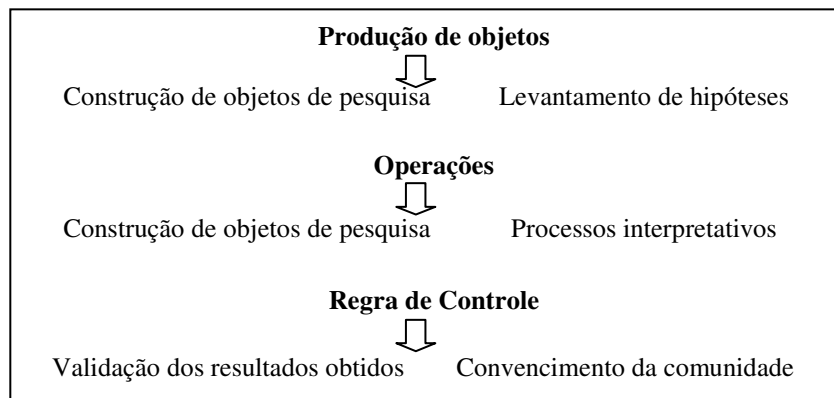 Produção de objetos
Construção de objetos de pesquisa Levantamento de hipóteses
Operações
Construção de objetos de pesquisa Processos interpretativos
Regra de Controle
Validação dos resultados obtidos Convencimento da comunidade